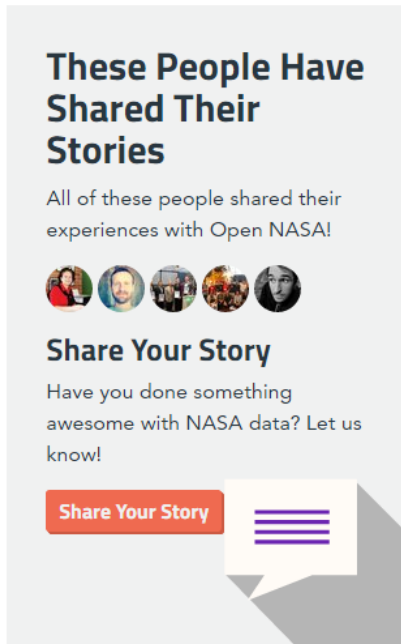 These People Have
Shared Their
Stories
All of these people shared their
experiences with Open NASA!
Share Your Story
Have you done something
awesome with NASA data? Let us
know!
Share Your Story